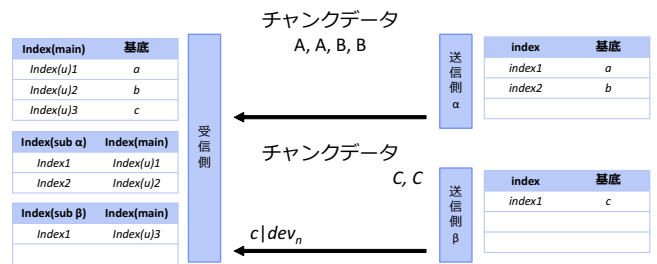 チャンクデータ
A, A, B, B
Index(main) 基底
Index(u)1 a
Index(u)2 b
Index(u)3 c
Index(sub α) Index(main)
Index1 Index(u)1
Index2 Index(u)2
Index(sub β) Index(main)
Index1 Index(u)3
受信側
送信側α
index 基底
index1 a
index2 b
チャンクデータ
C, C
c|dev_n
送信側β
index 基底
index1 c